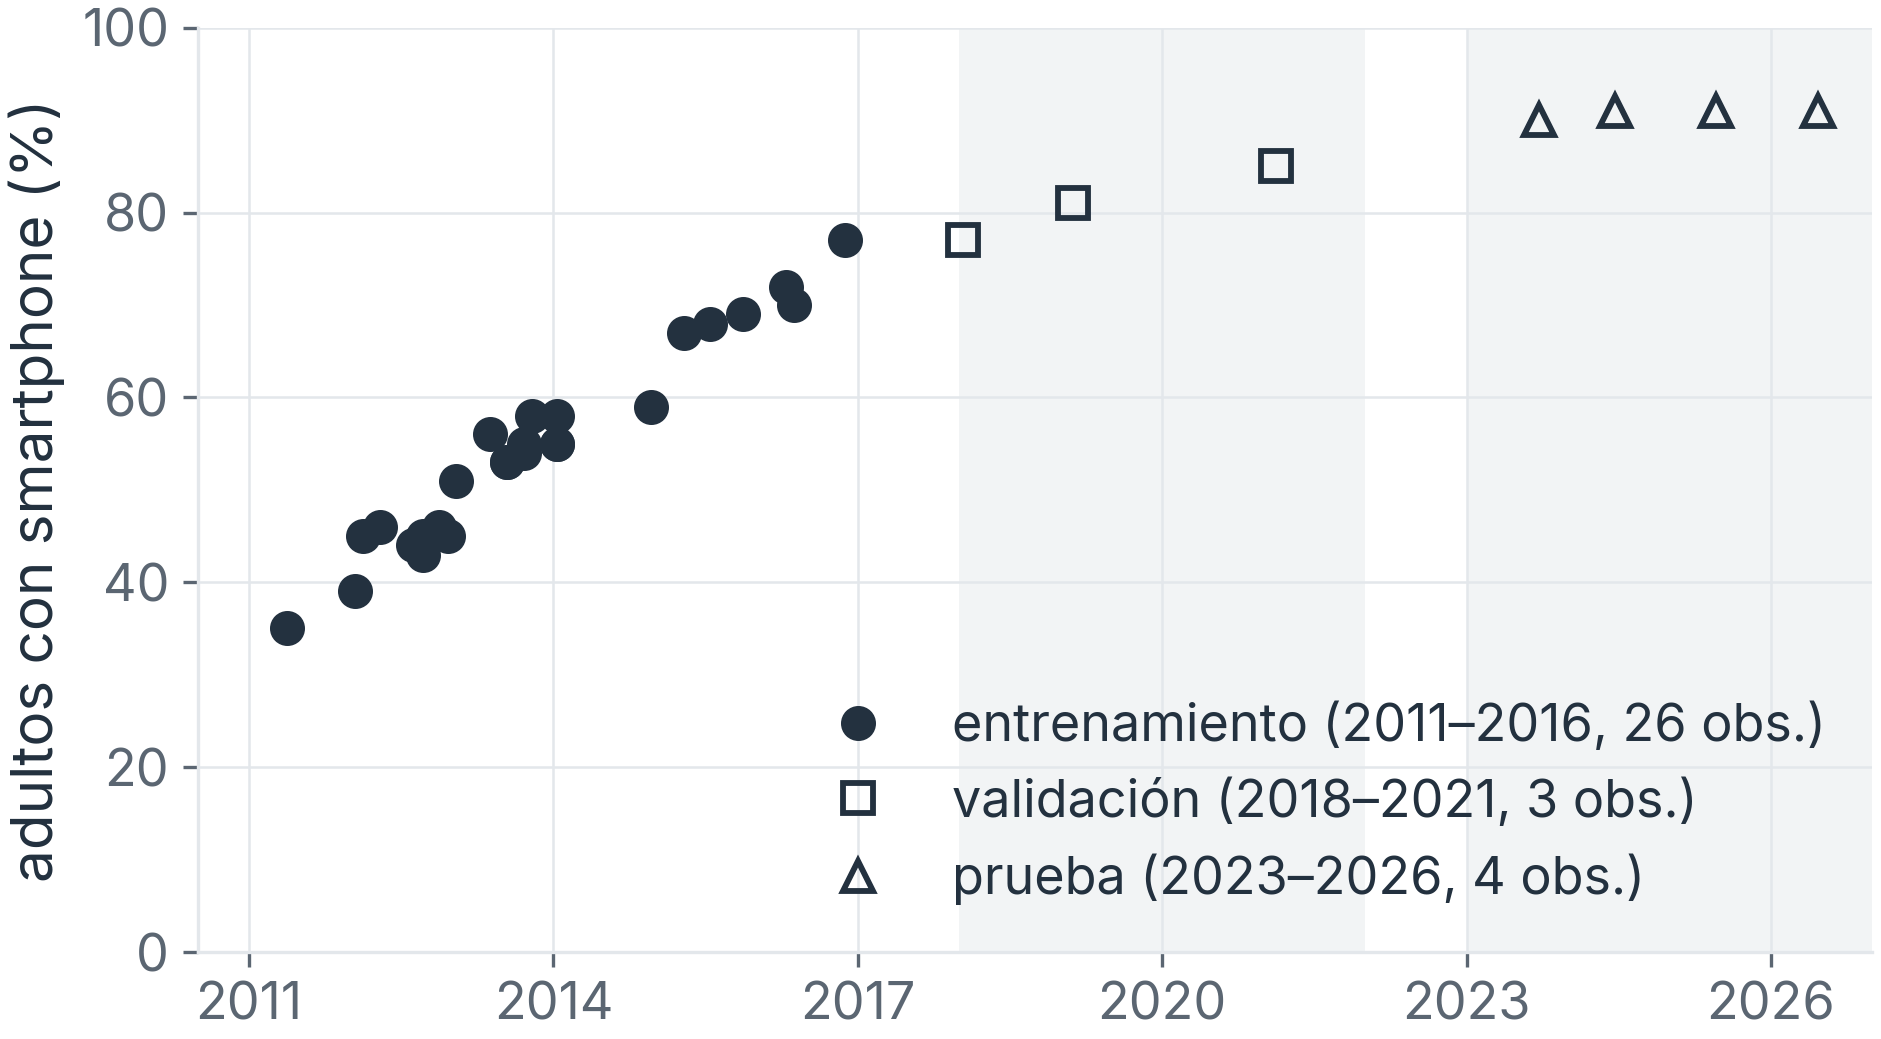 adultos con smartphone (%)
100
80
60
40
20
0
entrenamiento (2011–2016, 26 obs.)
validación (2018–2021, 3 obs.)
prueba (2023–2026, 4 obs.)
2011 2014 2017 2020 2023 2026